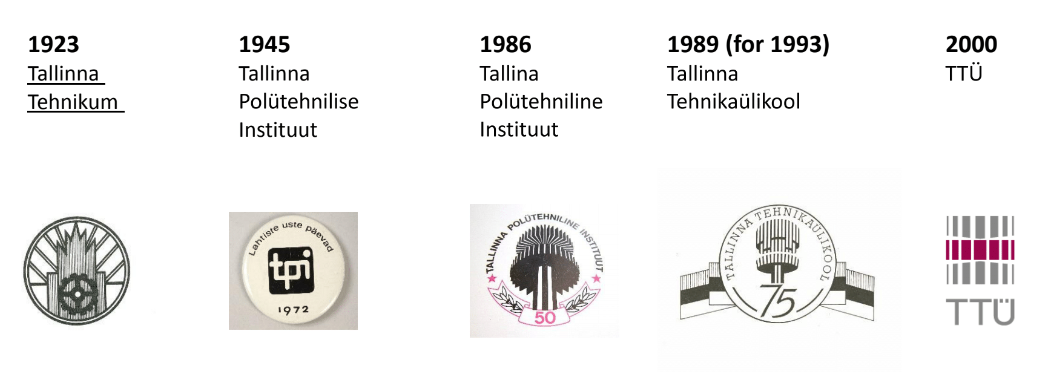 1923
Tallinna
Tehnikum
1945
Tallinna
Polütehnilise
Instituut
1986
Tallina
Polütehniline
Instituut
1989 (for 1993)
Tallinna
Tehnikaülikool
2000
TTÜ
Lahtiste uste päevad
tpi
1972
TALLINNA POLÜTEHNILINE INSTITUUT
50
TALLINNA TEHNIKAÜLIKOOL
75
TTÜ